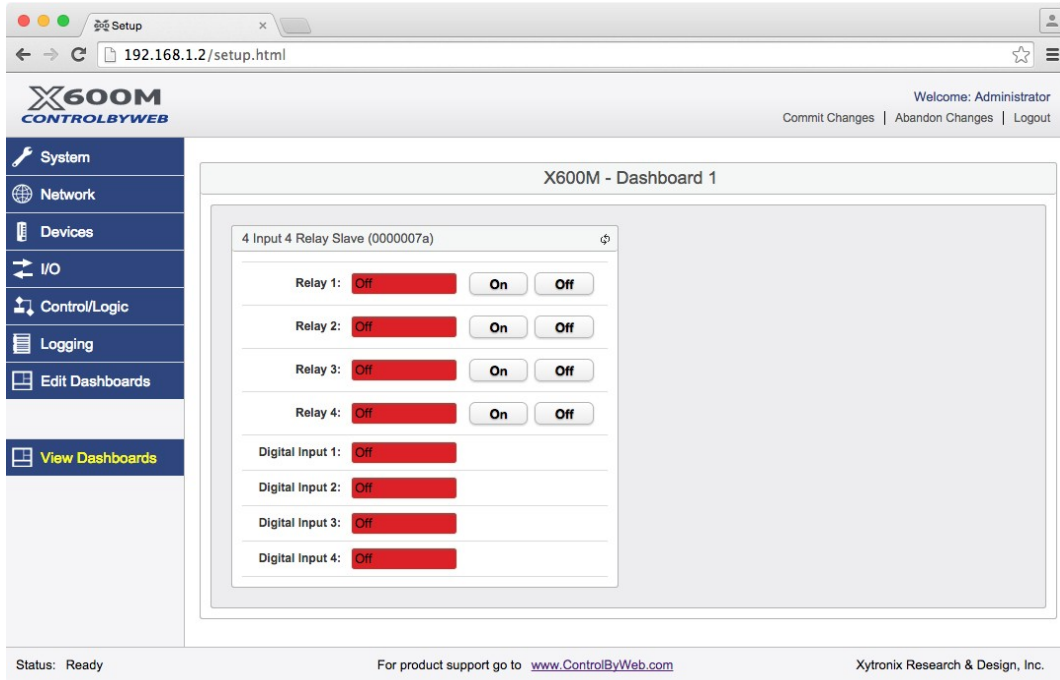 Setup
192.168.1.2/setup.html
X600M
CONTROLBYWEB
Welcome: Administrator
Commit Changes | Abandon Changes | Logout
System
Network
Devices
I/O
Control/Logic
Logging
Edit Dashboards
View Dashboards
X600M - Dashboard 1
4 Input 4 Relay Slave (0000007a)
Relay 1: Off On Off
Relay 2: Off On Off
Relay 3: Off On Off
Relay 4: Off On Off
Digital Input 1: Off
Digital Input 2: Off
Digital Input 3: Off
Digital Input 4: Off
Status: Ready
For product support go to www.ControlByWeb.com
Xytronix Research & Design, Inc.